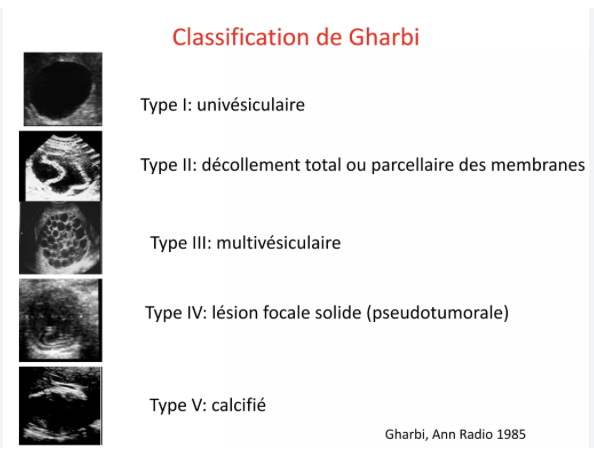 Classification de Gharbi
Type I: univésiculaire
Type II: décollement total ou parcellaire des membranes
Type III: multivésiculaire
Type IV: lésion focale solide (pseudotumorale)
Type V: calcifié
Gharbi, Ann Radio 1985